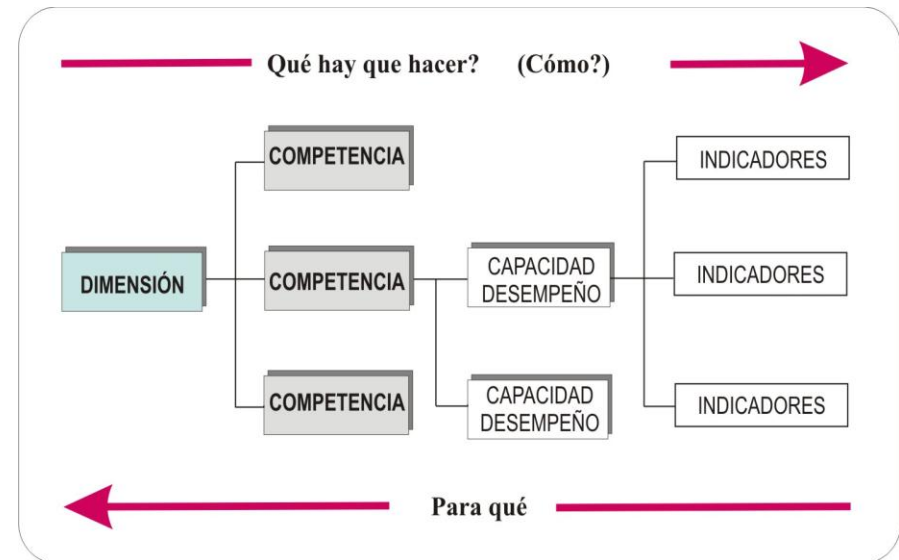 Qué hay que hacer? (Cómo?)
COMPETENCIA
INDICADORES
DIMENSIÓN
COMPETENCIA
CAPACIDAD
DESEMPEÑO
INDICADORES
COMPETENCIA
CAPACIDAD
DESEMPEÑO
INDICADORES
Para qué